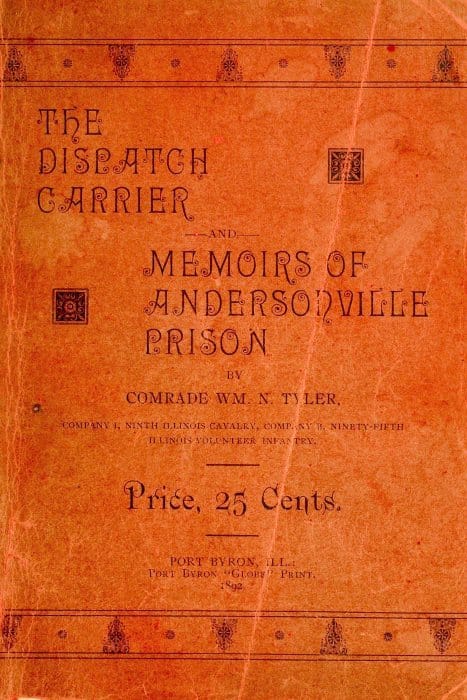 THE
DISPATCH
CARRIER
—AND—
MEMOIRS OF
ANDERSONVILLE
PRISON
BY
COMRADE WM. N. TYLER,
COMPANY I, NINTH ILLINOIS CAVALRY, COMPANY B, NINETY-FIFTH
ILLINOIS VOLUNTEER INFANTRY.
Price, 25 Cents.
PORT BYRON, ILL.:
PORT BYRON "GLOBE" PRINT.
1892